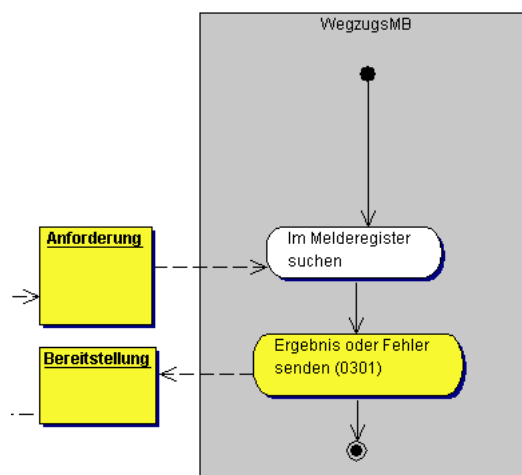 WegzugsMB
Anforderung
Im Melderegister
suchen
Bereitstellung
Ergebnis oder Fehler
senden (0301)